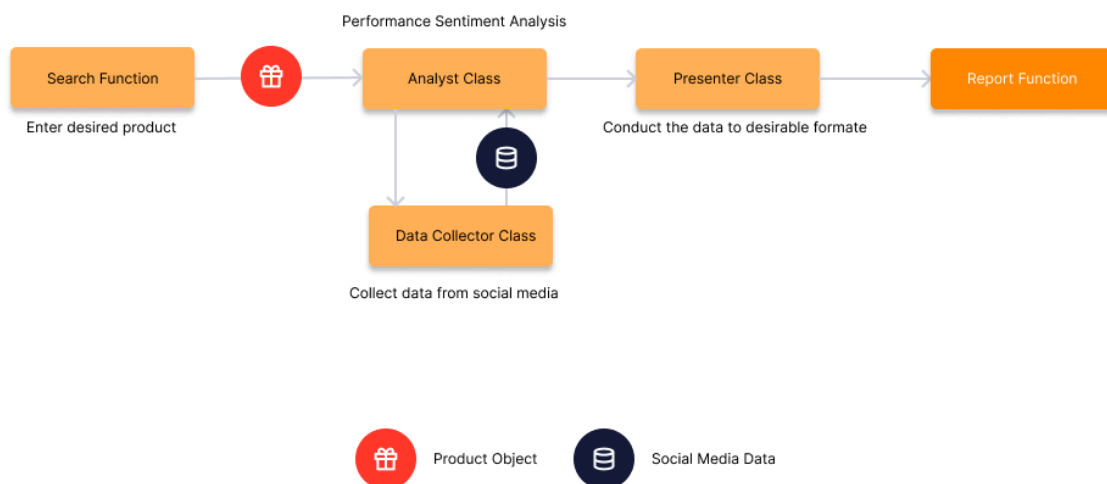 Performance Sentiment Analysis
Search Function
Analyst Class
Presenter Class
Report Function
Enter desired product
Conduct the data to desirable formate
Data Collector Class
Collect data from social media
Product Object
Social Media Data